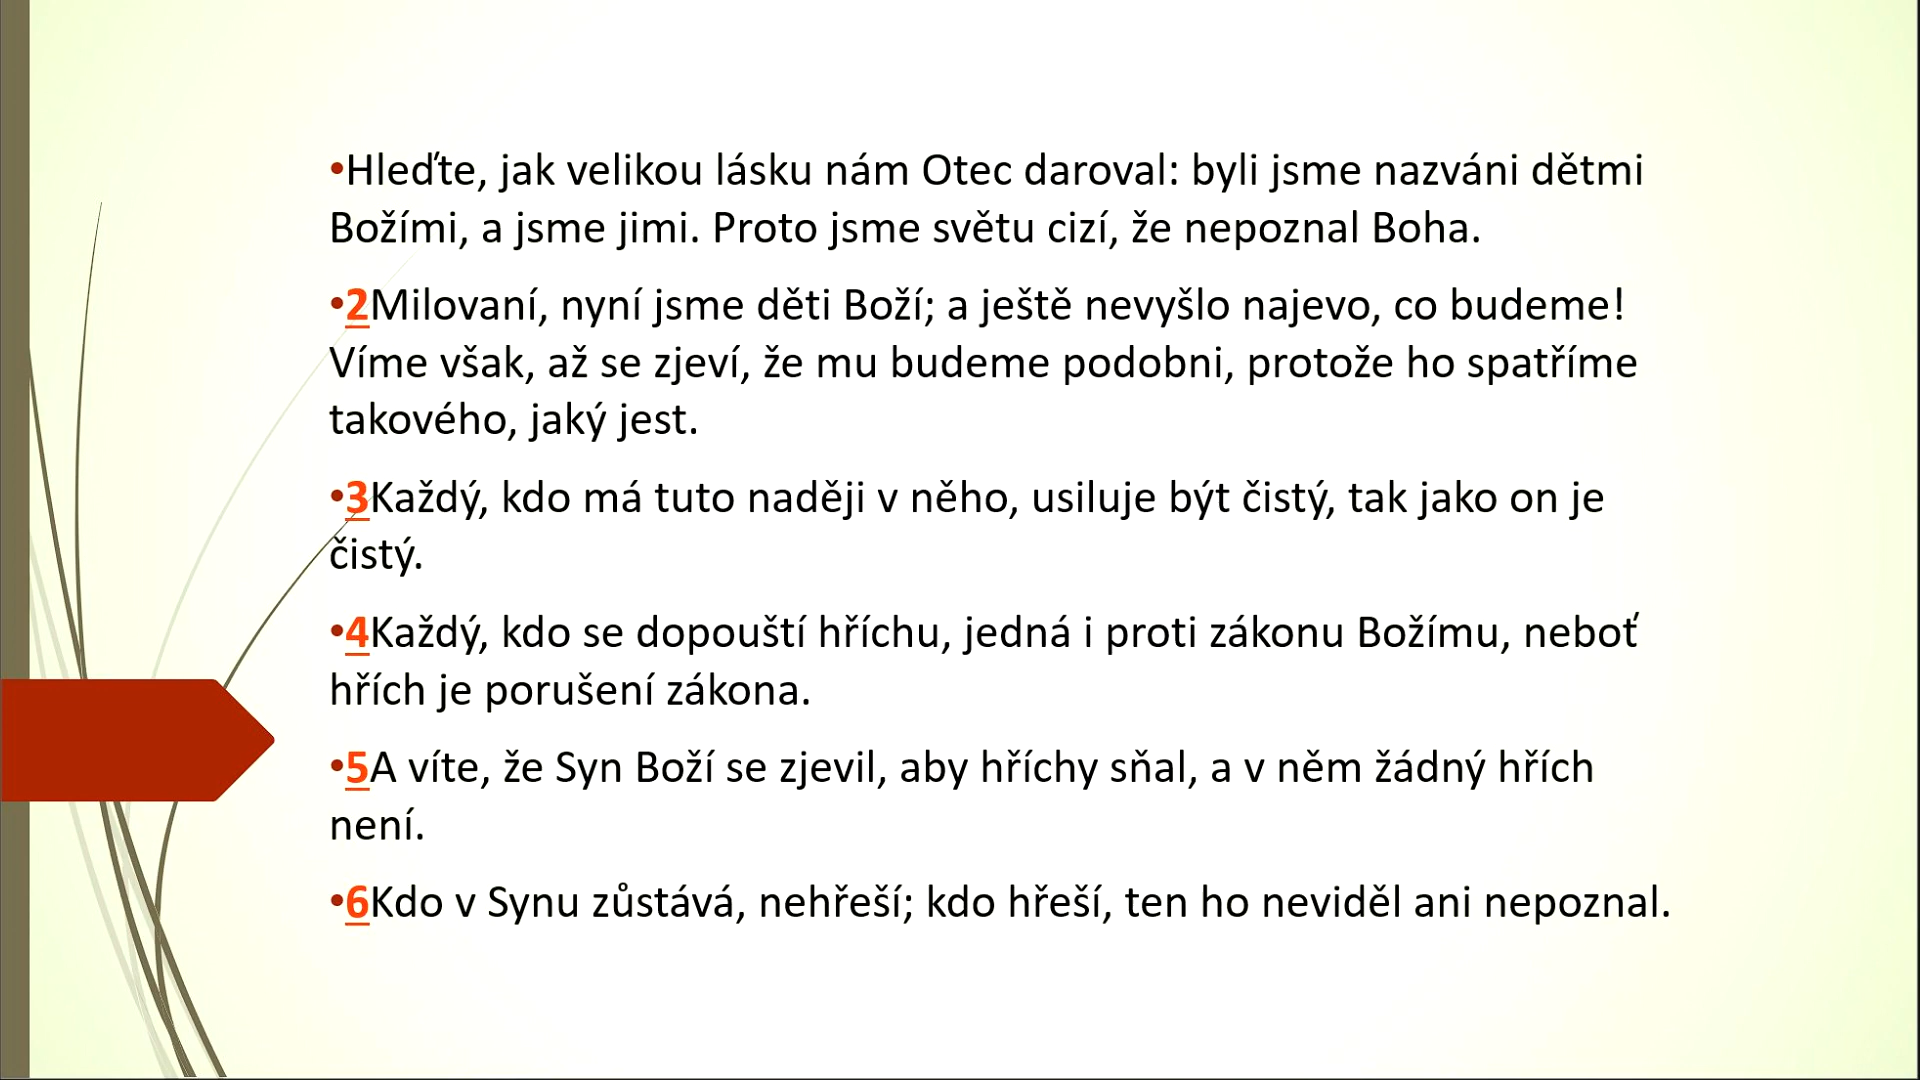 •Hleďte, jak velikou lásku nám Otec daroval: byli jsme nazváni dětmi
Božími, a jsme jimi. Proto jsme světu cizí, že nepoznal Boha.
•2Milovaní, nyní jsme děti Boží; a ještě nevyšlo najevo, co budeme!
Víme však, až se zjeví, že mu budeme podobni, protože ho spatříme
takového, jaký jest.
•3Každý, kdo má tuto naději v něho, usiluje být čistý, tak jako on je
čistý.
•4Každý, kdo se dopouští hříchu, jedná i proti zákonu Božímu, neboť
hřích je porušení zákona.
•5A víte, že Syn Boží se zjevil, aby hříchy sňal, a v něm žádný hřích
není.
•6Kdo v Synu zůstává, nehřeší; kdo hřeší, ten ho neviděl ani nepoznal.